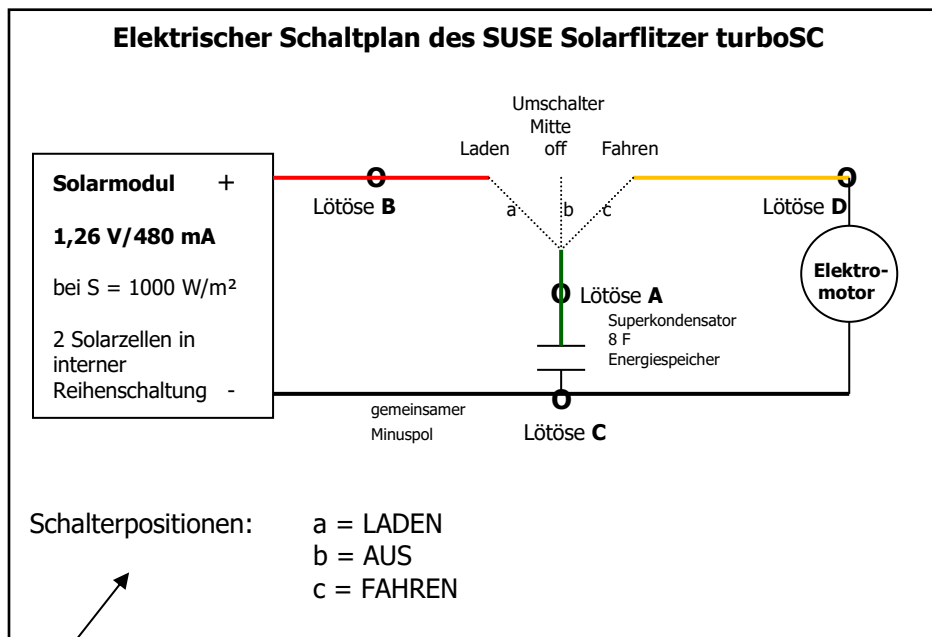 Elektrischer Schaltplan des SUSE Solarflitzer turboSC
Umschalter
Mitte
Laden off Fahren
Solarmodul +
Lötöse B
a b c
Lötöse D
1,26 V/480 mA
Elektro-
motor
bei S = 1000 W/m²
Lötöse A
Superkondensator
8 F
Energiespeicher
2 Solarzellen in
interner
Reihenschaltung -
gemeinsamer
Minuspol
Lötöse C
Schalterpositionen: a = LADEN
b = AUS
c = FAHREN